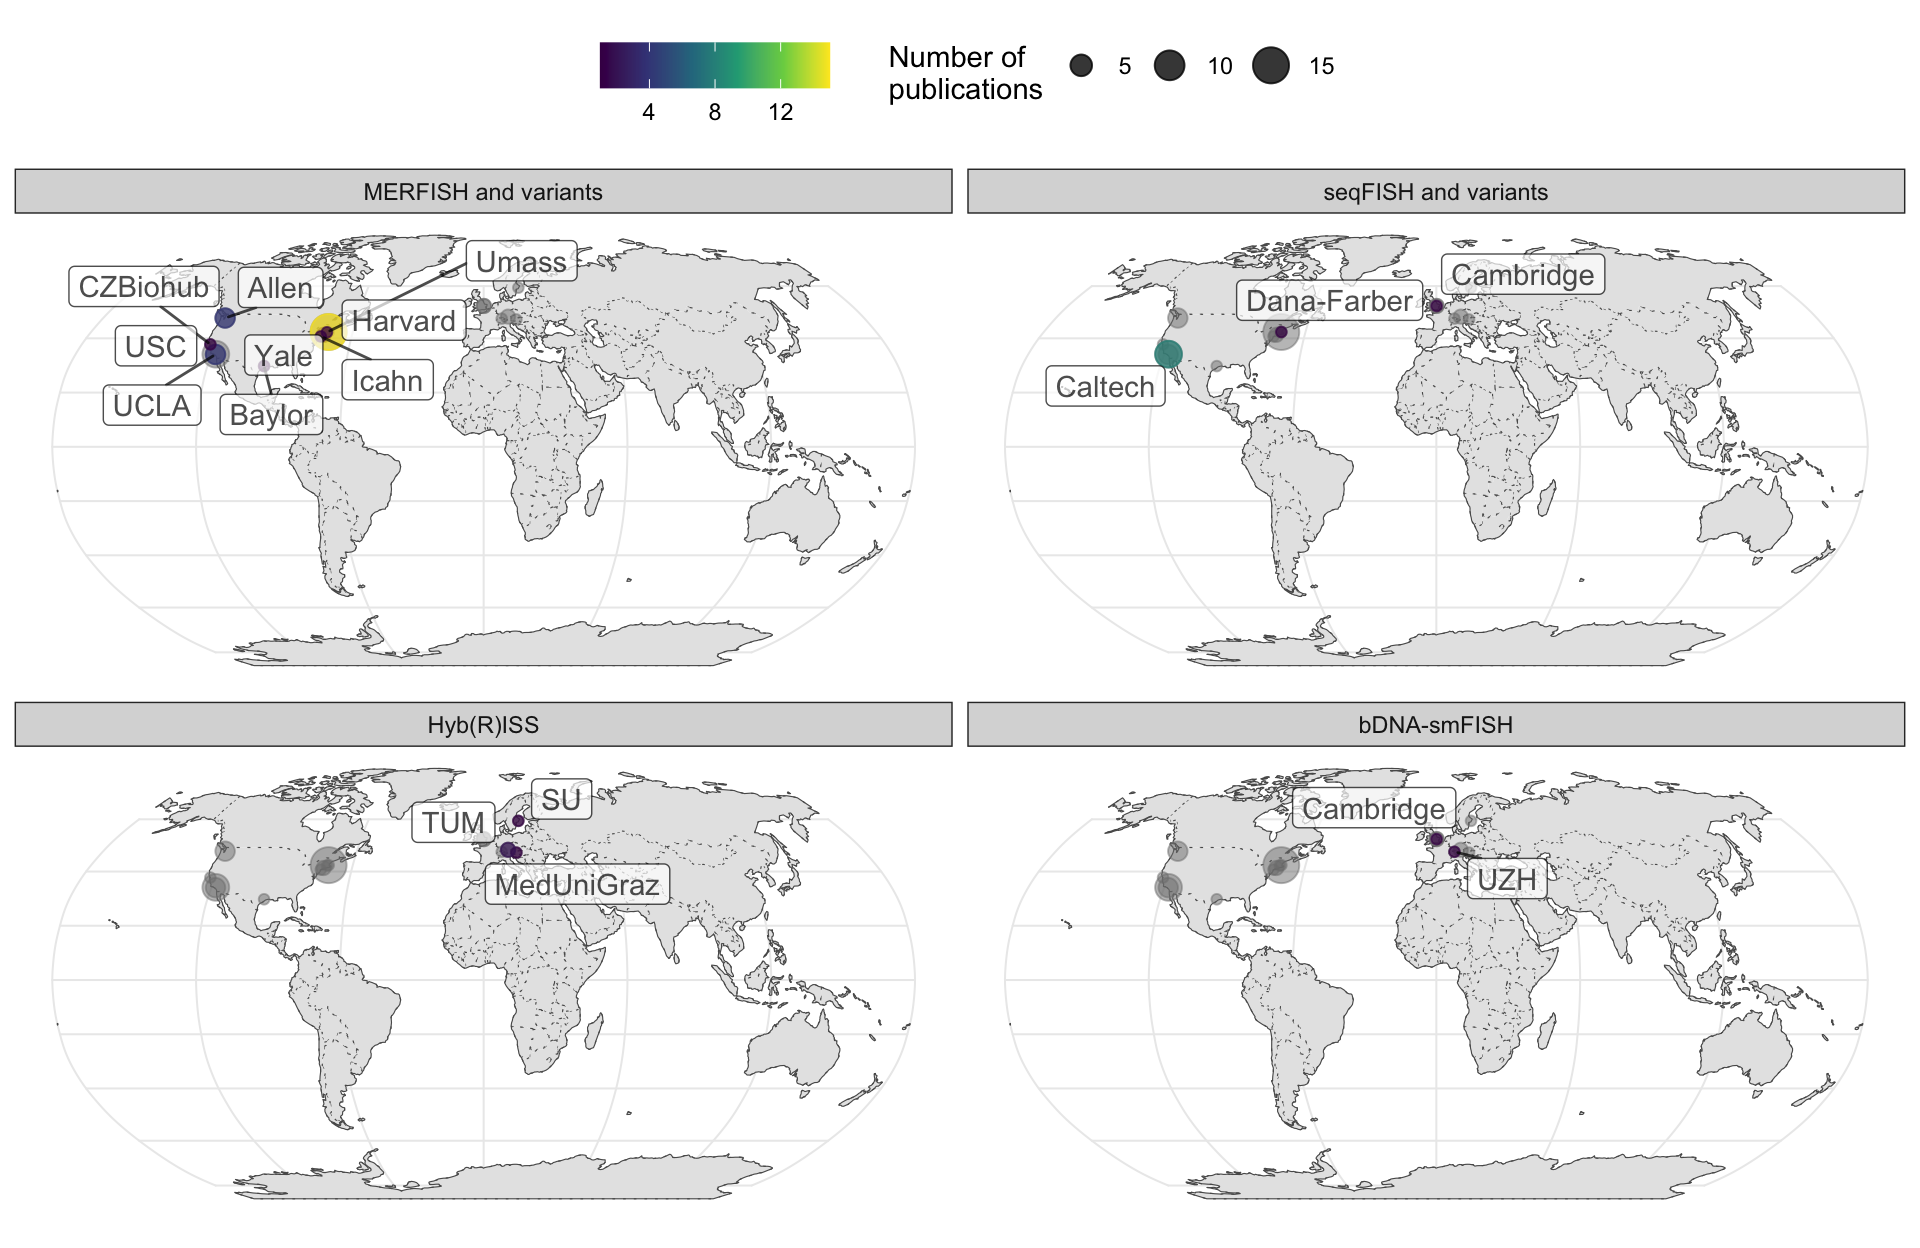 Number of
publications
5
10
15
4
8
12
MERFISH and variants
seqFISH and variants
Umass
CZBiohub
Allen
Harvard
USC
Yale
Icahn
UCLA
Baylor
Cambridge
Dana-Farber
Caltech
Hyb(R)ISS
bDNA-smFISH
SU
TUM
MedUniGraz
Cambridge
UZH